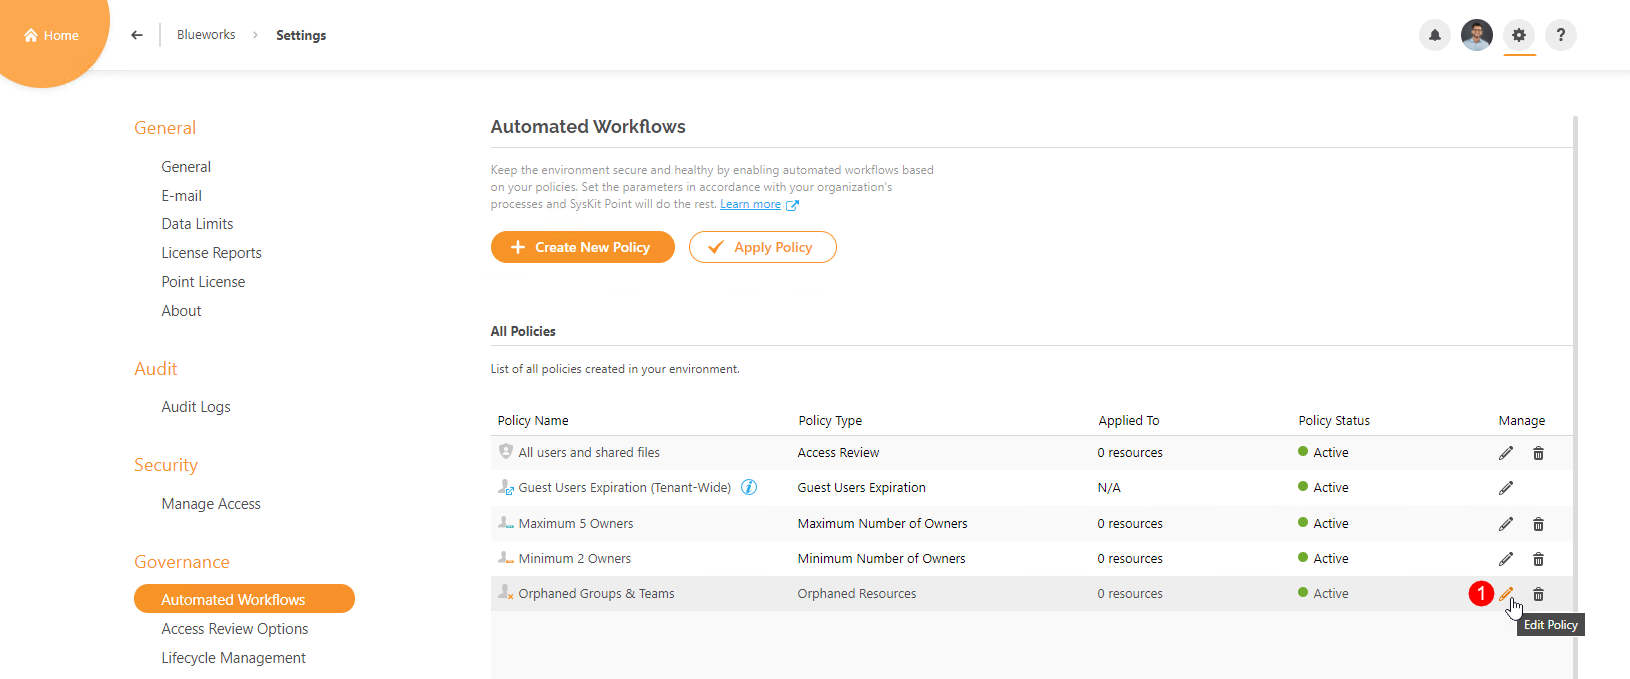 Home
Blueworks
Settings
?
General
General
E-mail
Data Limits
License Reports
Point License
About
Audit
Audit Logs
Security
Manage Access
Governance
Automated Workflows
Access Review Options
Lifecycle Management
Automated Workflows
Keep the environment secure and healthy by enabling automated workflows based
on your policies. Set the parameters in accordance with your organization's
processes and SysKit Point will do the rest. Learn more
Create New Policy
Apply Policy
All Policies
List of all policies created in your environment.
Policy Name Policy Type Applied To Policy Status Manage
All users and shared files Access Review 0 resources Active
Guest Users Expiration (Tenant-Wide) i Guest Users Expiration N/A Active
Maximum 5 Owners Maximum Number of Owners 0 resources Active
Minimum 2 Owners Minimum Number of Owners 0 resources Active
Orphaned Groups & Teams Orphaned Resources 0 resources Active 1
Edit Policy